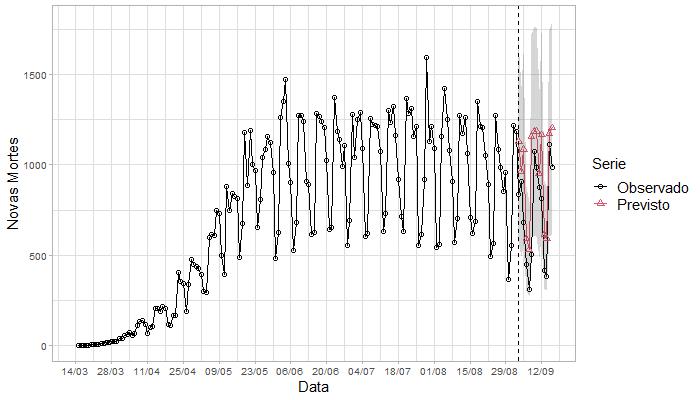 1500
1000
500
0
Novas Mortes
14/03 28/03 11/04 25/04 09/05 23/05 06/06 20/06 04/07 18/07 01/08 15/08 29/08 12/09
Data
Serie
Observado
Previsto